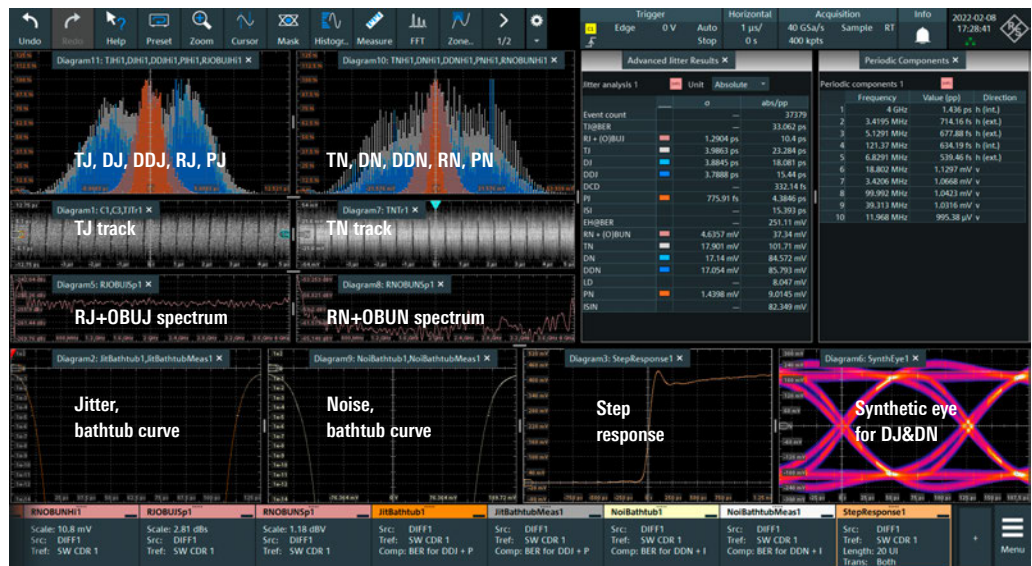 Undo
Redo
Help
Preset
Zoom
Cursor
Mask
Histogr..
Measure
FFT
Zone..
1/2
Trigger
Horizontal
Acquisition
Info
Edge 0 V Auto 1 µs/ 40 GSa/s Sample RT
Stop 0 s 400 kpts
2022-02-08
17:28:41
Diagram11: TJHi1,DJHi1,DDJHi1,PJHi1,RJOBUJHi1 ×
TJ, DJ, DDJ, RJ, PJ
Diagram10: TNHi1,DNHi1,DDNHi1,PNHi1,RNOBUNHi1 ×
TN, DN, DDN, RN, PN
Diagram1: C1,C3,TJTr1 ×
TJ track
Diagram7: TNTr1 ×
TN track
Diagram5: RJOBUJSp1 ×
RJ+OBUJ spectrum
Diagram8: RNOBUNSp1 ×
RN+OBUN spectrum
Advanced Jitter Results ×
Jitter analysis 1 Unit Absolute
σ abs/pp
Event count --- 37379
TJ@BER --- 33.062 ps
RJ + (O)BUJ 1.2904 ps 10.4 ps
TJ 3.9863 ps 23.284 ps
DJ 3.8845 ps 18.081 ps
DDJ 3.7888 ps 15.44 ps
DCD --- 332.14 fs
PJ 775.91 fs 4.3846 ps
ISI --- 15.393 ps
EH@BER --- 251.11 mV
RN + (O)BUN 4.6357 mV 37.34 mV
TN 17.901 mV 101.71 mV
DN 17.14 mV 84.572 mV
DDN 17.054 mV 85.793 mV
LD --- 8.047 mV
PN 1.4398 mV 9.0145 mV
ISIN --- 82.349 mV
Periodic Components ×
Periodic components 1
Frequency Value (pp) Direction
1 4 GHz 1.436 ps h (int.)
2 3.4195 MHz 714.16 fs h (ext.)
3 5.1291 MHz 677.88 fs h (ext.)
4 121.37 MHz 634.19 fs h (int.)
5 6.8291 MHz 539.46 fs h (ext.)
6 18.802 MHz 1.1297 mV v
7 3.4206 MHz 1.0668 mV v
8 99.992 MHz 1.0423 mV v
9 39.313 MHz 1.0316 mV v
10 11.968 MHz 995.38 µV v
Diagram2: JitBathtub1,JitBathtubMeas1 ×
Jitter,
bathtub curve
Diagram9: NoiBathtub1,NoiBathtubMeas1 ×
Noise,
bathtub curve
Diagram3: StepResponse1 ×
Step
response
Diagram6: SynthEye1 ×
Synthetic eye
for DJ&DN
RNOBUNHi1
Scale: 10.8 mV
Src: DIFF1
Tref: SW CDR 1
RJOBUJSp1
Scale: 2.81 dBs
Src: DIFF1
Tref: SW CDR 1
RNOBUNSp1
Scale: 1.18 dBV
Src: DIFF1
Tref: SW CDR 1
JitBathtub1
Src: DIFF1
Tref: SW CDR 1
Comp: BER for DDJ + P
JitBathtubMeas1
Src: DIFF1
Tref: SW CDR 1
Comp: BER for DDJ + P
NoiBathtub1
Src: DIFF1
Tref: SW CDR 1
Comp: BER for DDN + I
NoiBathtubMeas1
Src: DIFF1
Tref: SW CDR 1
Comp: BER for DDN + I
StepResponse1
Src: DIFF1
Tref: SW CDR 1
Length: 20 UI
Trans: Both
+
Menu